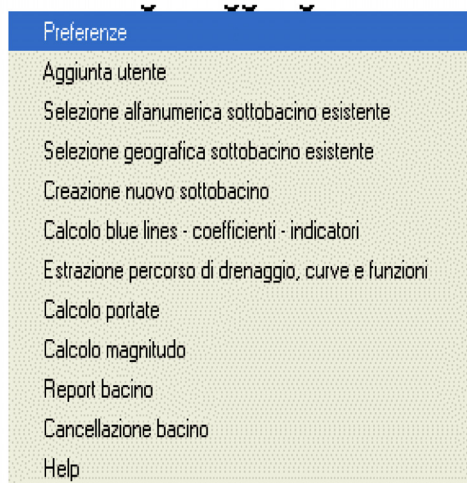 Preferenze
Aggiunta utente
Selezione alfanumerica sottobacino esistente
Selezione geografica sottobacino esistente
Creazione nuovo sottobacino
Calcolo blue lines - coefficienti - indicatori
Estrazione percorso di drenaggio, curve e funzioni
Calcolo portate
Calcolo magnitudo
Report bacino
Cancellazione bacino
Help